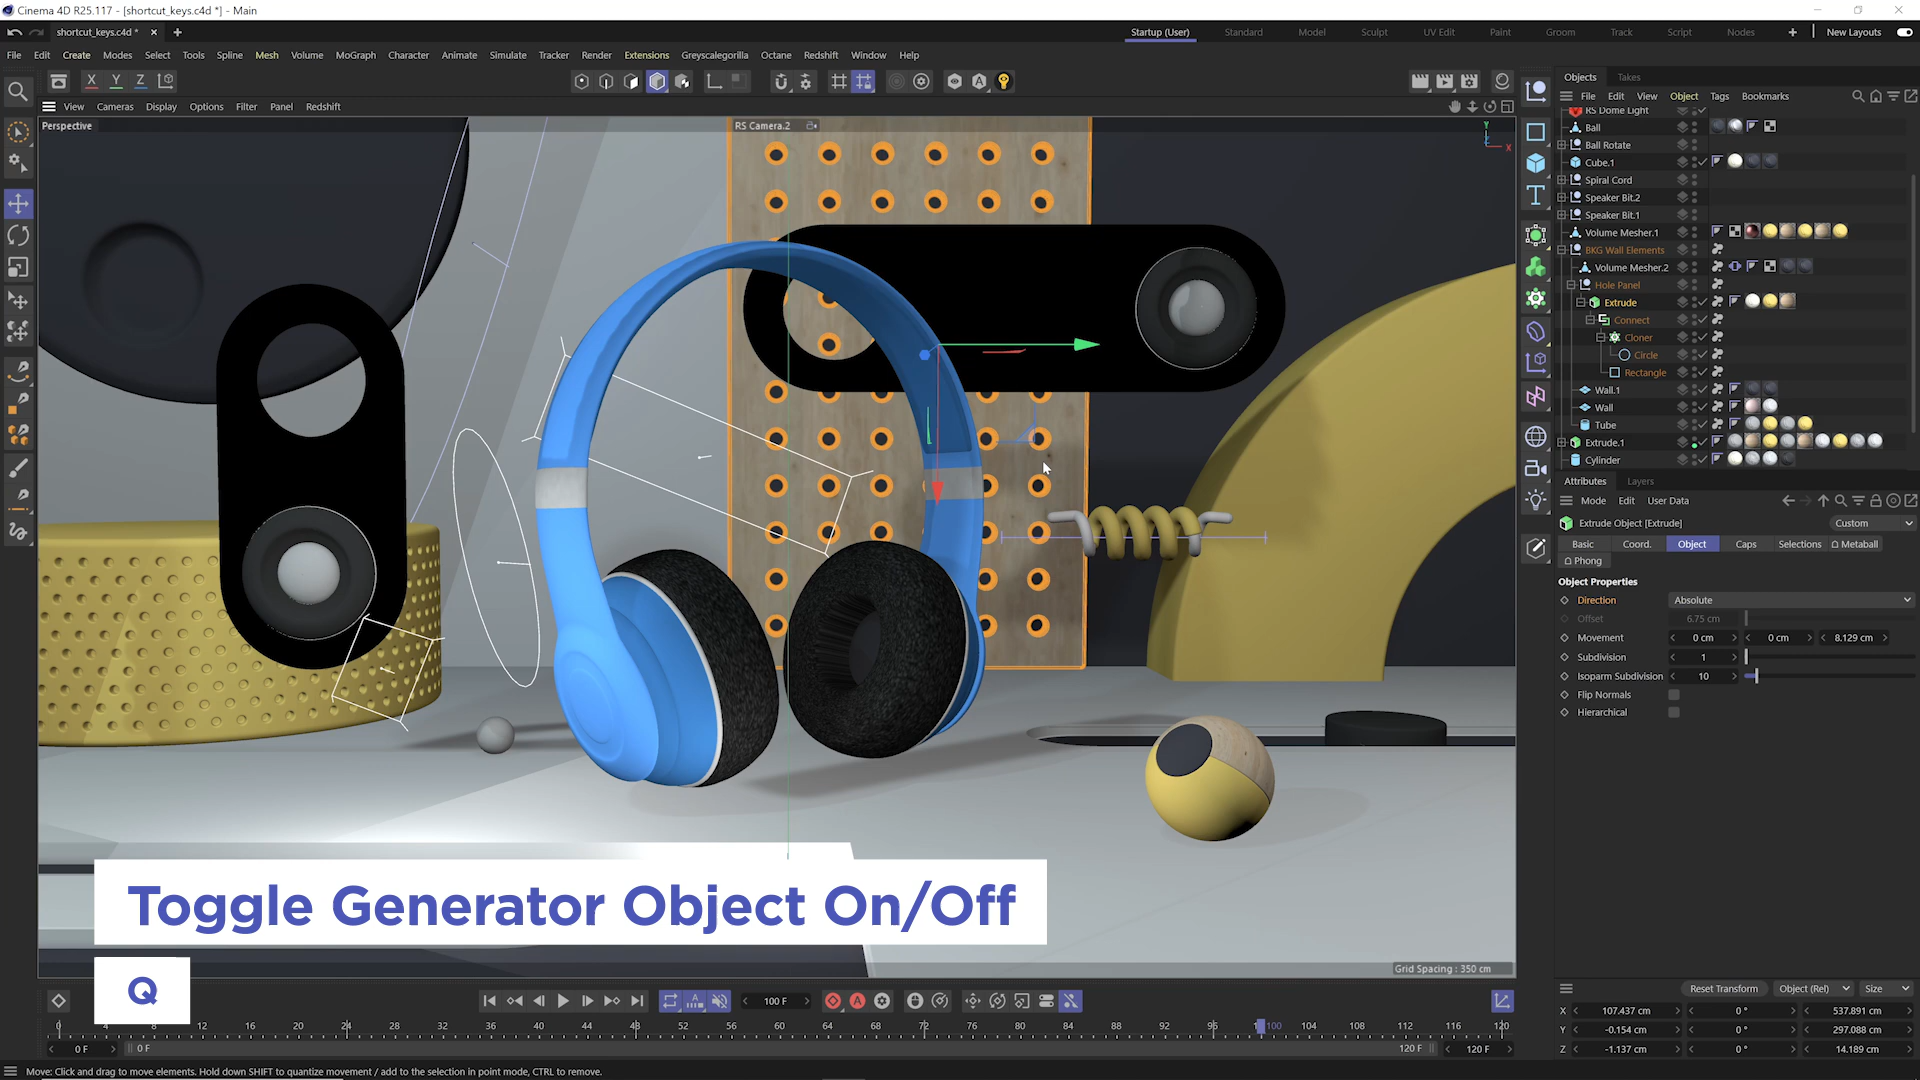 Cinema 4D R25.117 - [shortcut_keys.c4d *] - Main
shortcut_keys.c4d *
Startup (User) Standard Model Sculpt UV Edit Paint Groom Track Script Nodes New Layouts
File Edit Create Modes Select Tools Spline Mesh Volume MoGraph Character Animate Simulate Tracker Render Extensions Greyscalegorilla Octane Redshift Window Help
X Y Z
View Cameras Display Options Filter Panel Redshift
Perspective
RS Camera.2
Y
X
Objects Takes
File Edit View Object Tags Bookmarks
RS Dome Light
Ball
Ball Rotate
Cube.1
Spiral Cord
Speaker Bit.2
Speaker Bit.1
Volume Mesher.1
BKG Wall Elements
Volume Mesher.2
Hole Panel
Extrude
Connect
Cloner
Circle
Rectangle
Wall.1
Wall
Tube
Extrude.1
Cylinder
Attributes Layers
Mode Edit User Data
Extrude Object [Extrude] Custom
Basic Coord. Object Caps Selections Metaball
Phong
Object Properties
Direction Absolute
Offset 6.75 cm
Movement 0 cm 0 cm 8.129 cm
Subdivision 1
Isoparm Subdivision 10
Flip Normals
Hierarchical
Toggle Generator Object On/Off
Q
Grid Spacing : 350 cm
100 F
0 4 8 12 16 20 24 28 32 36 40 44 48 52 56 60 64 68 72 76 80 84 88 92 96 100 104 108 112 116 120
0 F 0 F 120 F 120 F
Reset Transform Object (Rel) Size
X 107.437 cm 0 ° 537.891 cm
Y -0.154 cm 0 ° 297.088 cm
Z -1.137 cm 0 ° 14.189 cm
Move: Click and drag to move elements. Hold down SHIFT to quantize movement / add to the selection in point mode, CTRL to remove.